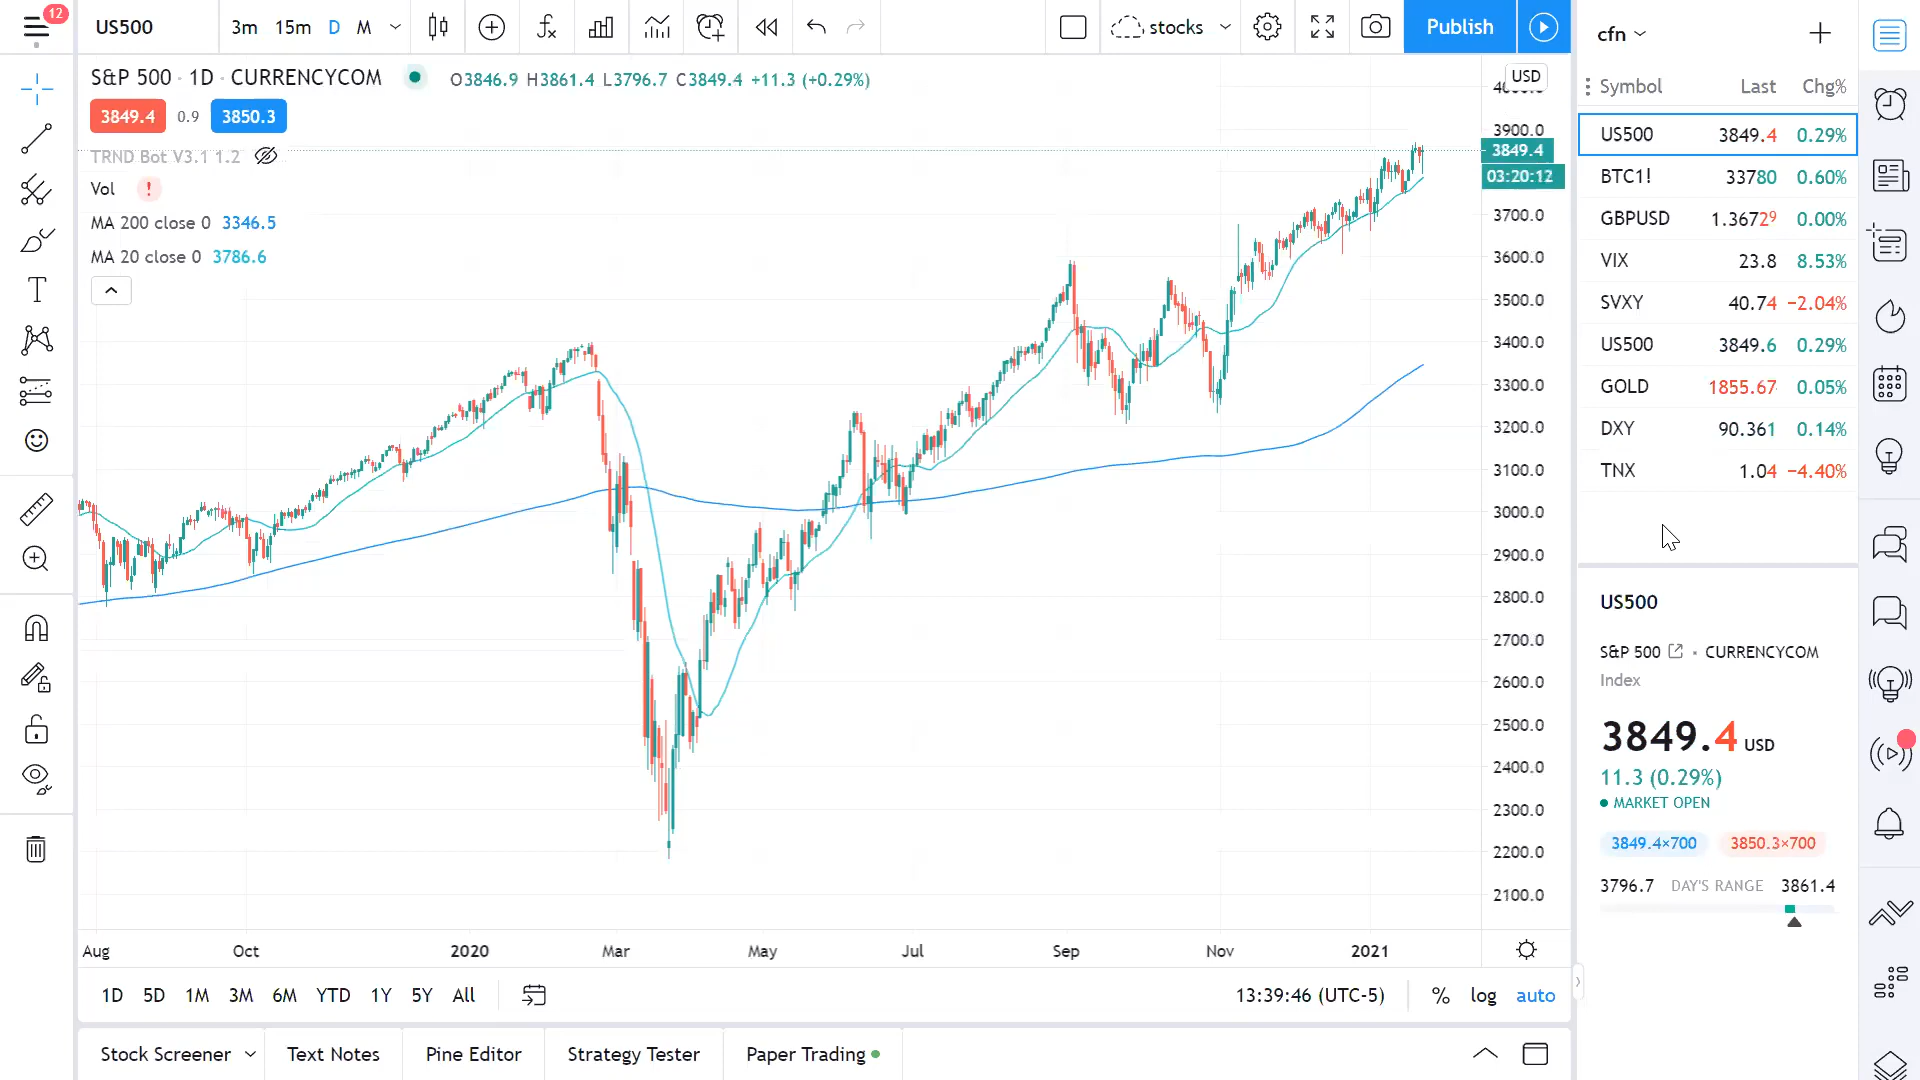 12
US500 3m 15m D M stocks Publish
S&P 500 · 1D · CURRENCYCOM O3846.9 H3861.4 L3796.7 C3849.4 +11.3 (+0.29%)
3849.4 0.9 3850.3
TRND Bot V3.1 1.2
Vol !
MA 200 close 0 3346.5
MA 20 close 0 3786.6
USD
3900.0
3849.4
03:20:12
3700.0
3600.0
3500.0
3400.0
3300.0
3200.0
3100.0
3000.0
2900.0
2800.0
2700.0
2600.0
2500.0
2400.0
2300.0
2200.0
2100.0
Aug Oct 2020 Mar May Jul Sep Nov 2021
1D 5D 1M 3M 6M YTD 1Y 5Y All 13:39:46 (UTC-5) % log auto
Stock Screener Text Notes Pine Editor Strategy Tester Paper Trading
cfn
Symbol Last Chg%
US500 3849.4 0.29%
BTC1! 33780 0.60%
GBPUSD 1.36729 0.00%
VIX 23.8 8.53%
SVXY 40.74 −2.04%
US500 3849.6 0.29%
GOLD 1855.67 0.05%
DXY 90.361 0.14%
TNX 1.04 −4.40%
US500
S&P 500 · CURRENCYCOM
Index
3849.4 USD
11.3 (0.29%)
MARKET OPEN
3849.4×700 3850.3×700
3796.7 DAY'S RANGE 3861.4